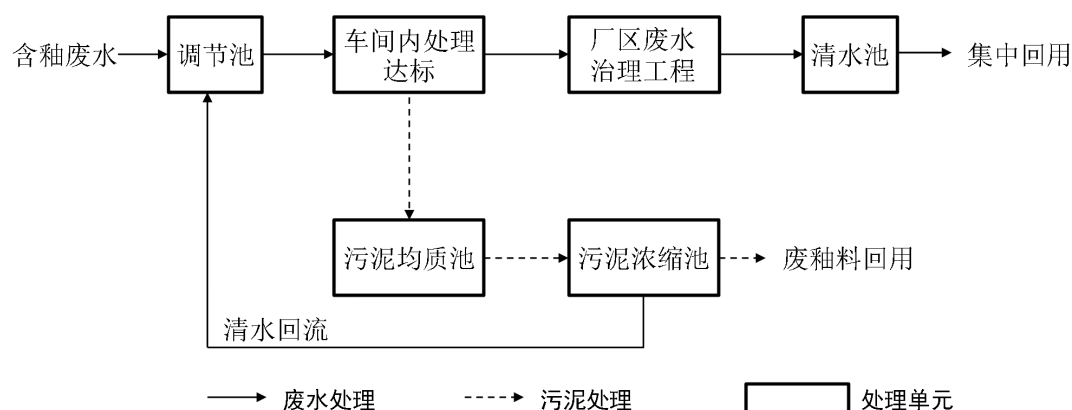 含釉废水
调节池
车间内处理
达标
厂区废水
治理工程
清水池
集中回用
污泥均质池
污泥浓缩池
废釉料回用
清水回流
废水处理
污泥处理
处理单元